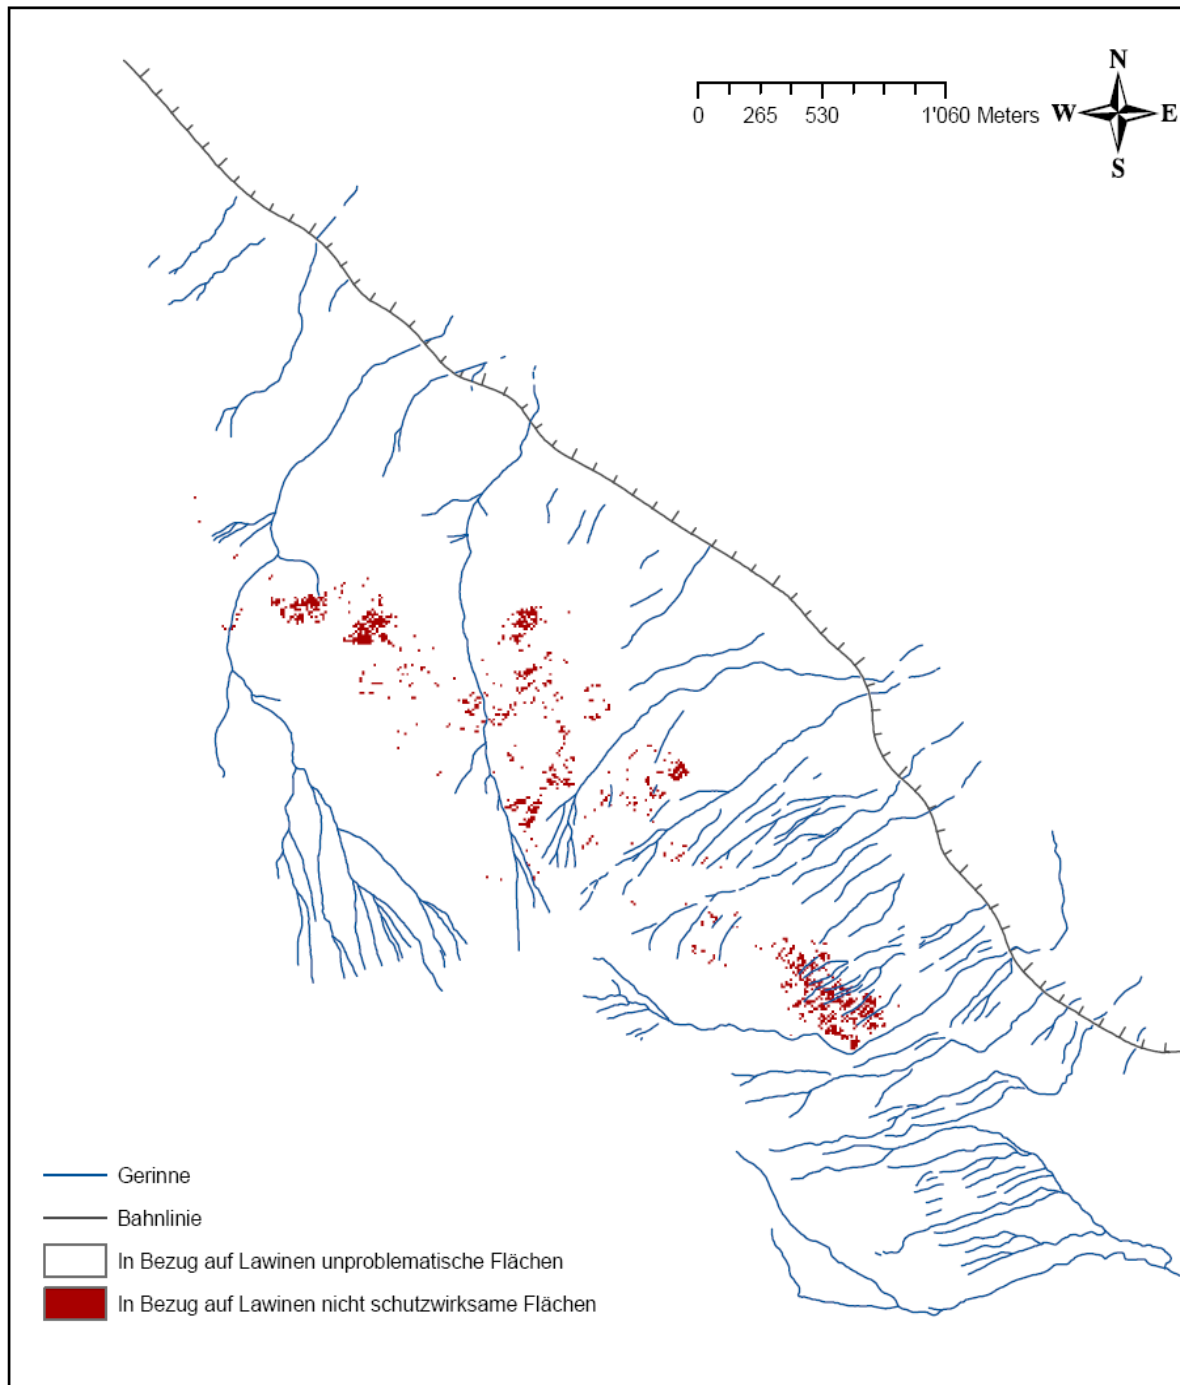 N
0 265 530 1'060 Meters W E
S
Gerinne
Bahnlinie
In Bezug auf Lawinen unproblematische Flächen
In Bezug auf Lawinen nicht schutzwirksame Flächen